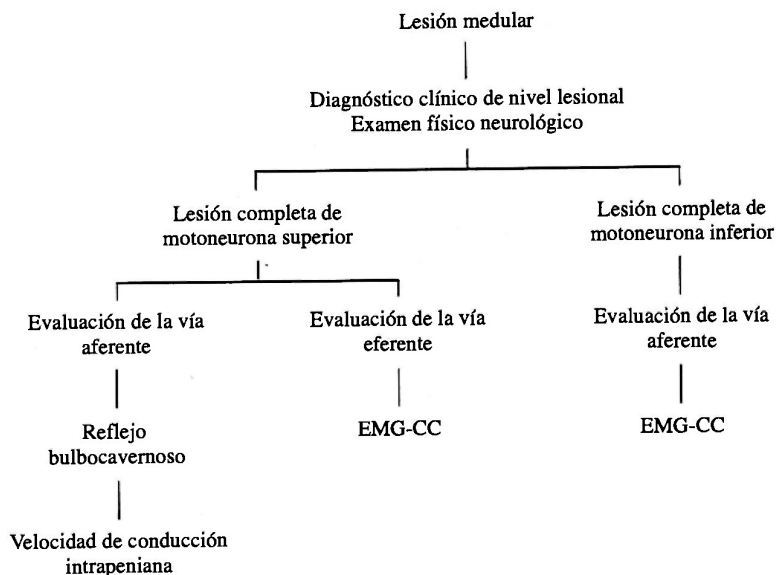 Lesión medular
Diagnóstico clínico de nivel lesional
Examen físico neurológico
Lesión completa de
motoneurona superior
Lesión completa de
motoneurona inferior
Evaluación de la vía
aferente
Evaluación de la vía
eferente
Evaluación de la vía
aferente
Reflejo
bulbocavernoso
EMG-CC
EMG-CC
Velocidad de conducción
intrapeniana